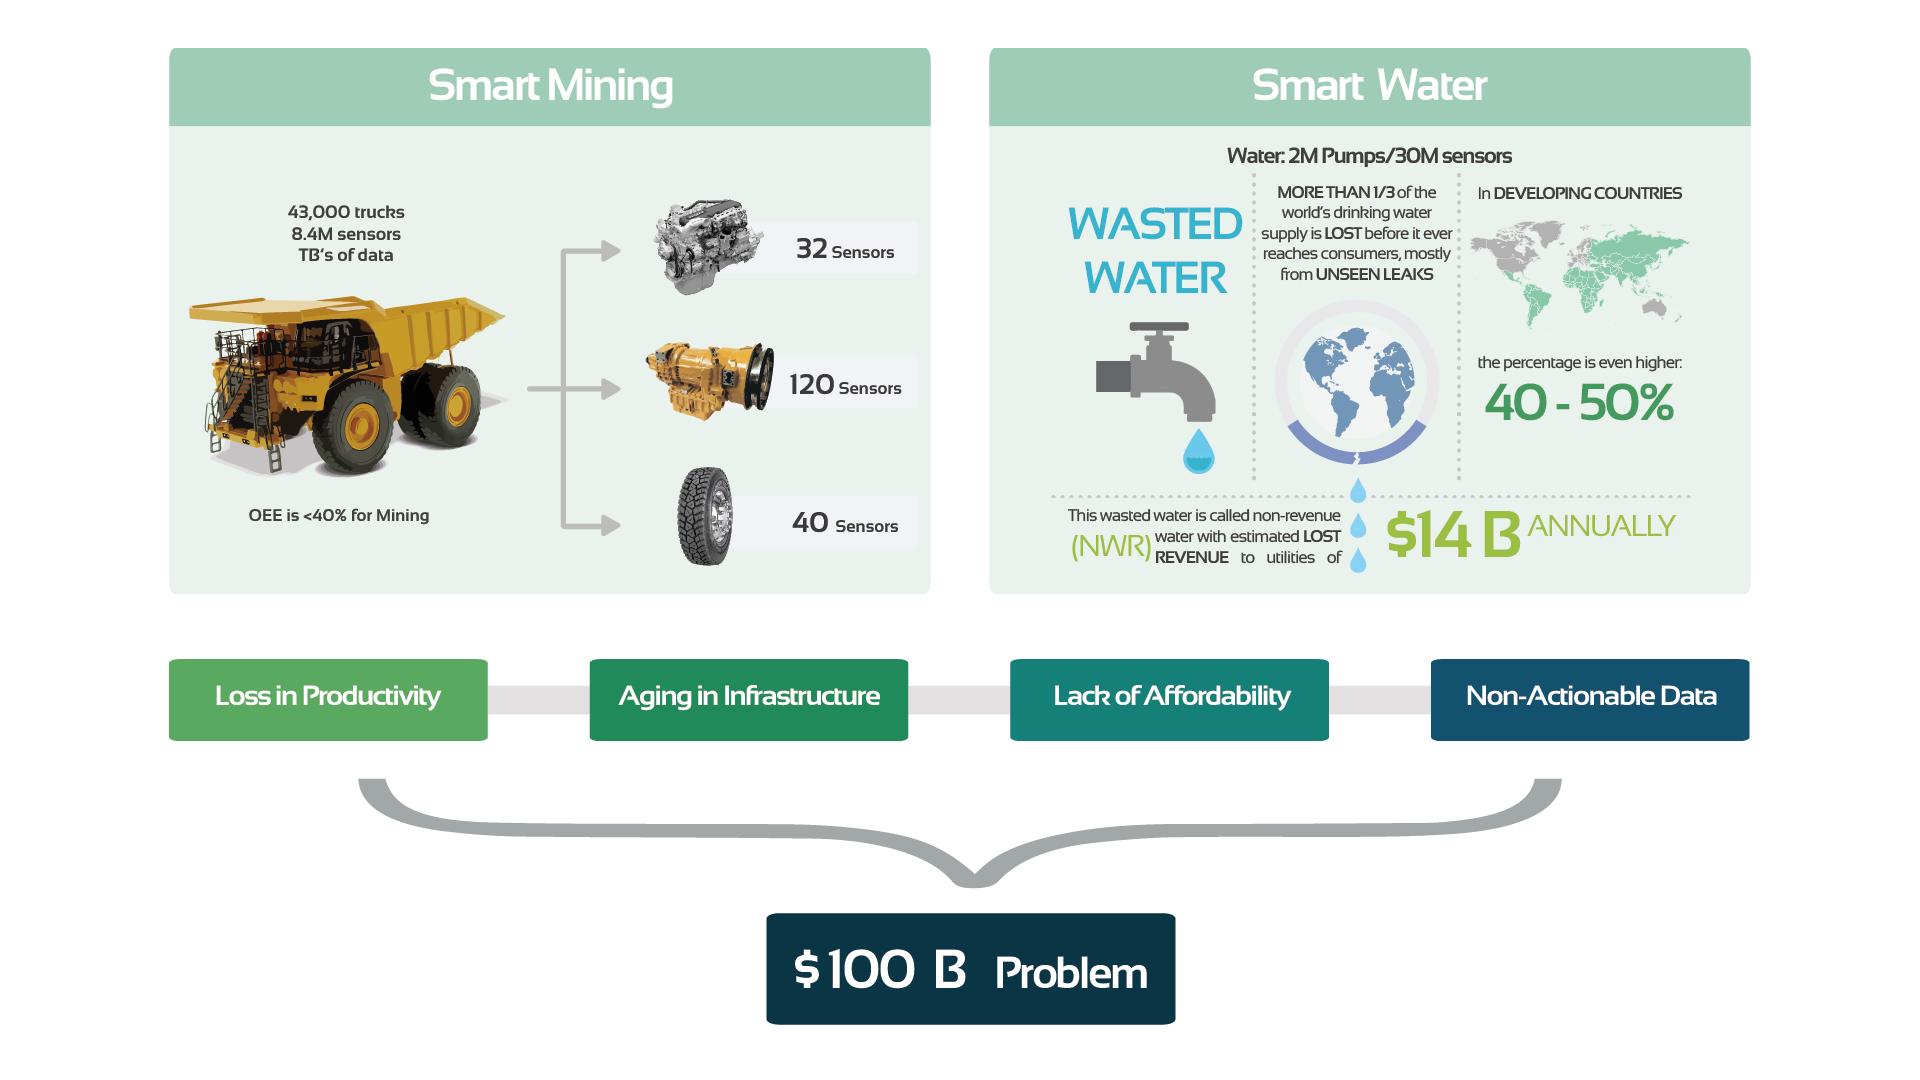 Smart Mining
43,000 trucks
8.4M sensors
TB's of data
OEE is <40% for Mining
32 Sensors
120 Sensors
40 Sensors
Smart Water
Water: 2M Pumps/30M sensors
WASTED
WATER
MORE THAN 1/3 of the
world's drinking water
supply is LOST before it ever
reaches consumers, mostly
from UNSEEN LEAKS
In DEVELOPING COUNTRIES
the percentage is even higher:
40 - 50%
This wasted water is called non-revenue
(NWR) water with estimated LOST
REVENUE to utilities of
$14 B ANNUALLY
Loss in Productivity
Aging in Infrastructure
Lack of Affordability
Non-Actionable Data
$ 100 B Problem